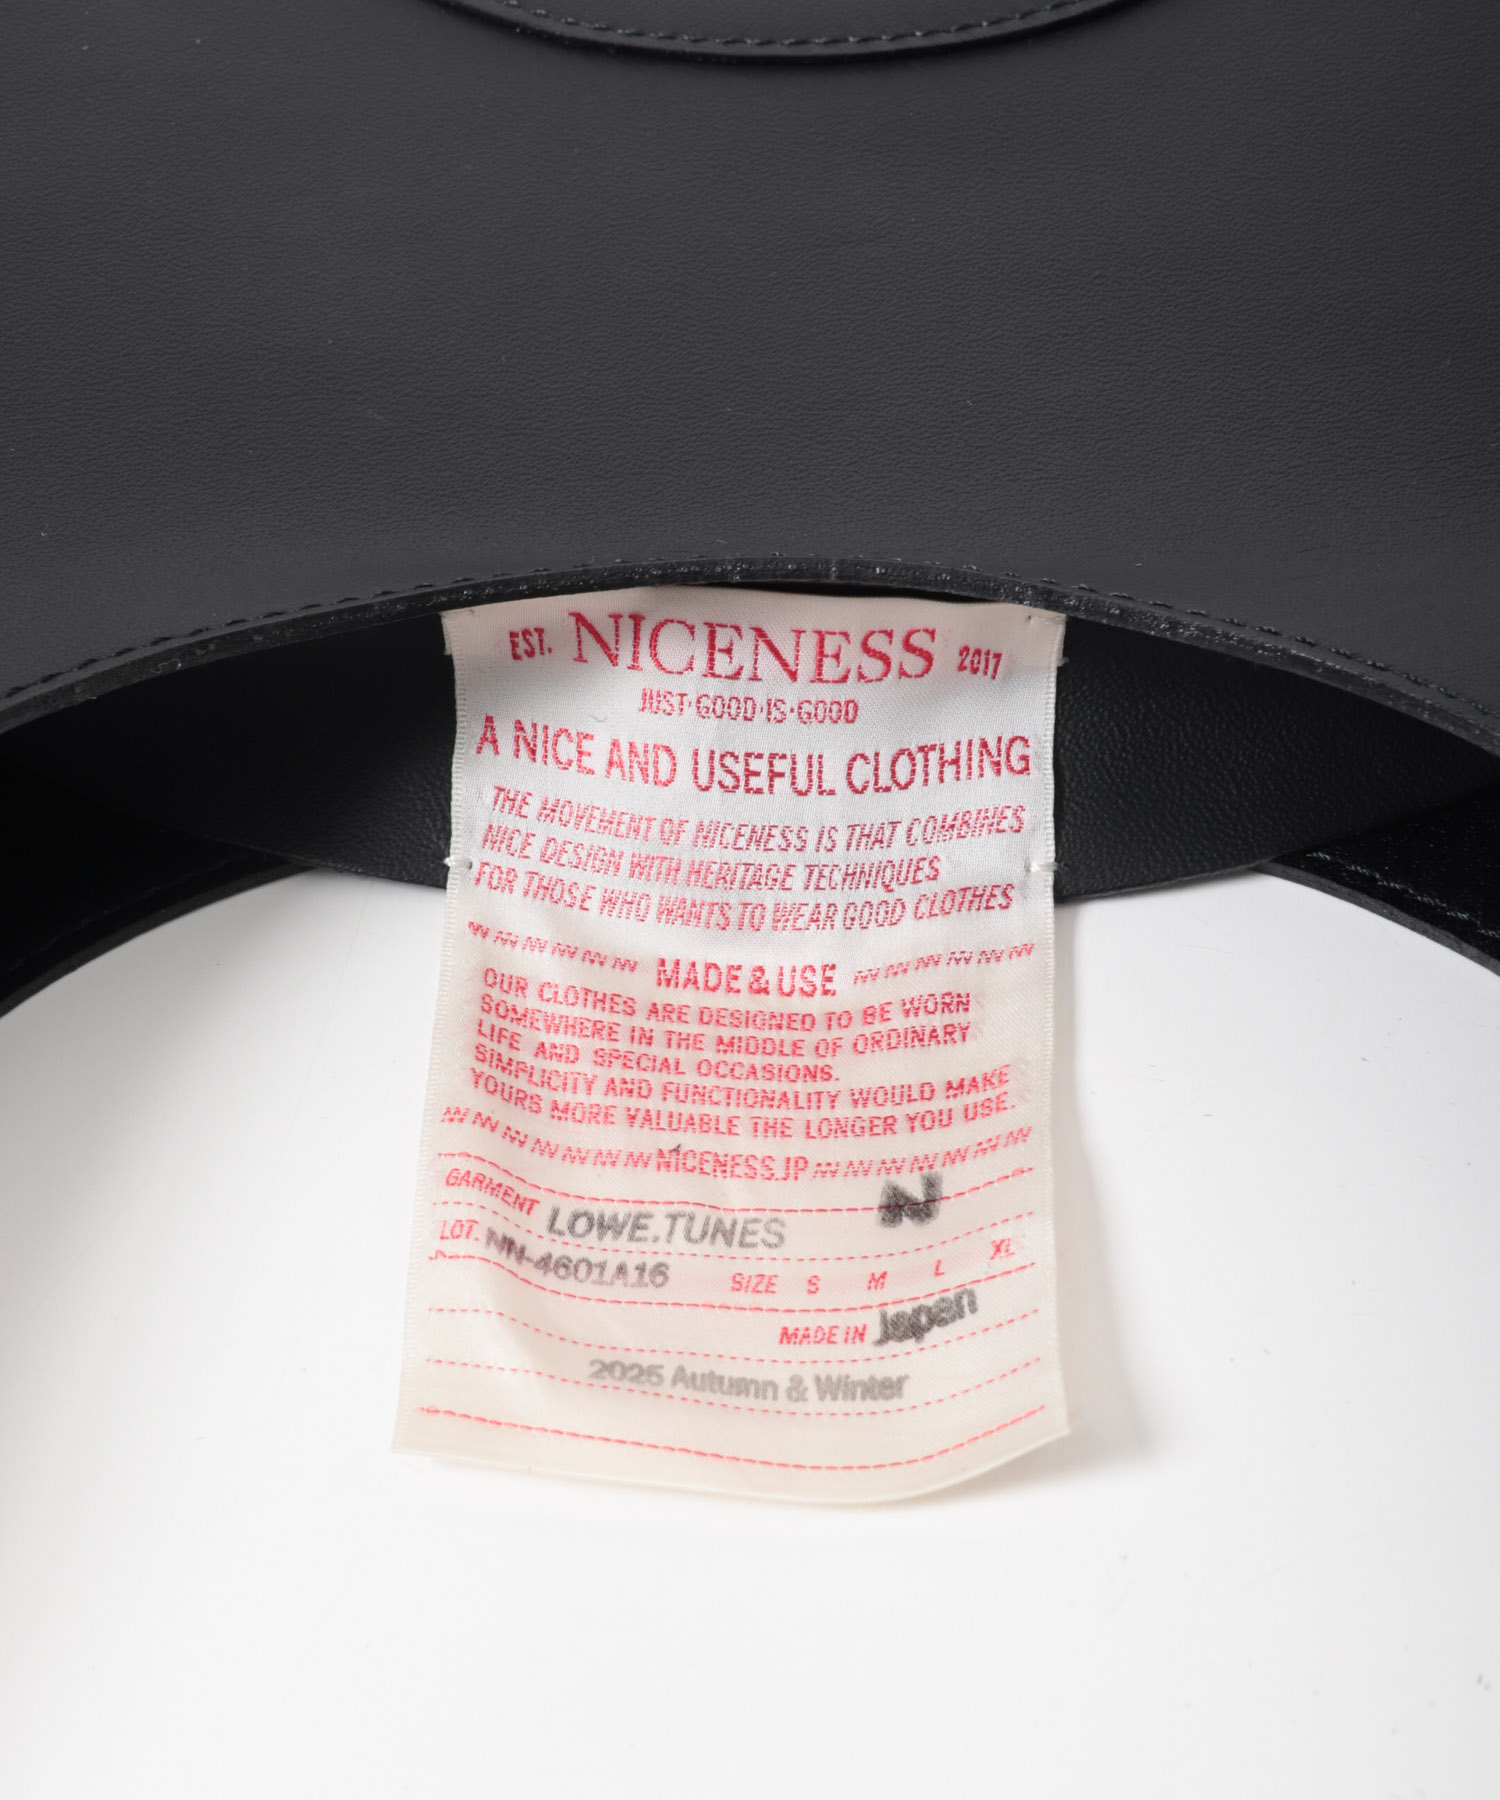 EST. NICENESS 2017
JUST·GOOD·IS·GOOD
A NICE AND USEFUL CLOTHING
THE MOVEMENT OF NICENESS IS THAT COMBINES
NICE DESIGN WITH HERITAGE TECHNIQUES
FOR THOSE WHO WANTS TO WEAR GOOD CLOTHES
MADE & USE
OUR CLOTHES ARE DESIGNED TO BE WORN
SOMEWHERE IN THE MIDDLE OF ORDINARY
LIFE AND SPECIAL OCCASIONS.
SIMPLICITY AND FUNCTIONALITY WOULD MAKE
YOURS MORE VALUABLE THE LONGER YOU USE.
NICENESS.JP
GARMENT LOWE.TUNES N
LOT. NN-4601A16 SIZE S M L XL
MADE IN Japan
2025 Autumn & Winter